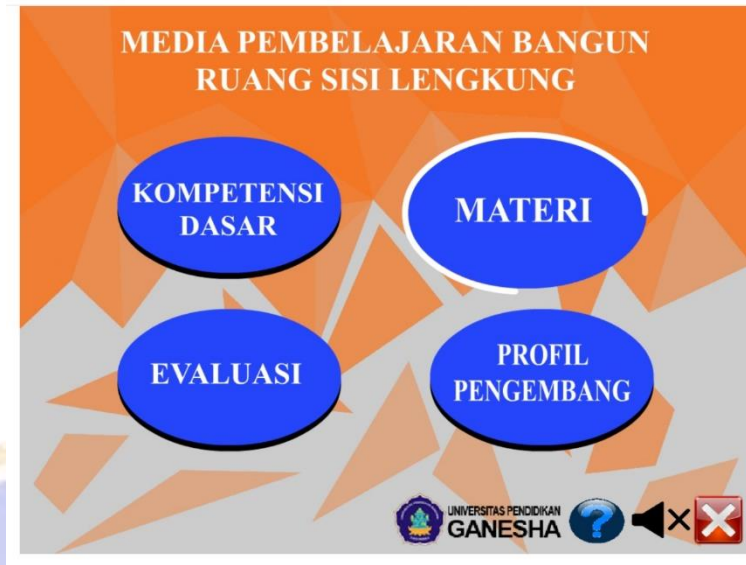 MEDIA PEMBELAJARAN BANGUN
RUANG SISI LENGKUNG
KOMPETENSI
DASAR
MATERI
EVALUASI
PROFIL
PENGEMBANG
UNIVERSITAS PENDIDIKAN
GANESHA
?